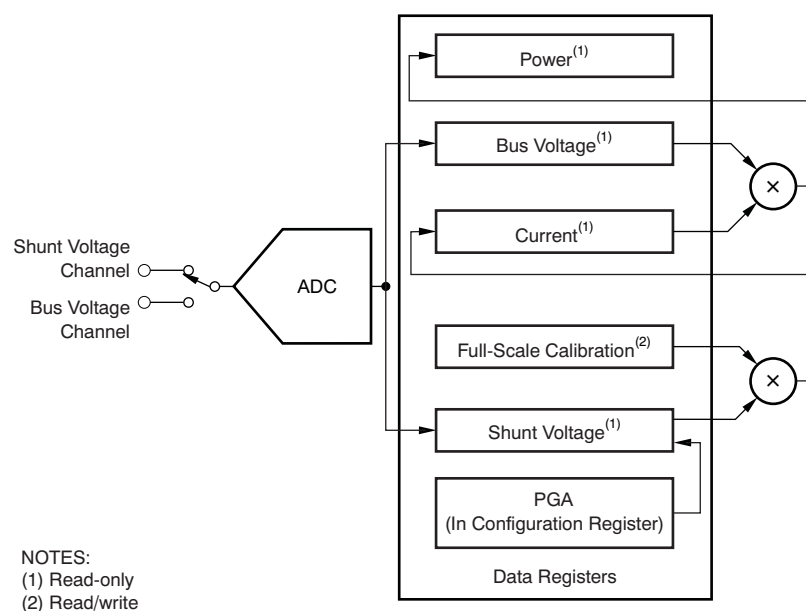 Power(1)
Bus Voltage(1)
Current(1)
Shunt Voltage
Channel
Bus Voltage
Channel
ADC
Full-Scale Calibration(2)
Shunt Voltage(1)
PGA
(In Configuration Register)
Data Registers
×
×
NOTES:
(1) Read-only
(2) Read/write